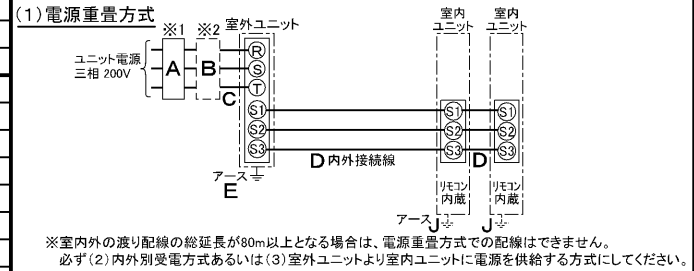 (1)電源重畳方式
※1 ※2 室外ユニット 室内ユニット 室内ユニット
ユニット電源
三相 200V
A B C
R
S
T
S1 S1 S1
S2 S2 S2
S3 S3 S3
D内外接続線 D
アース
E
リモコン内蔵 リモコン内蔵
アース J J
※室内外の渡り配線の総延長が80m以上となる場合は、電源重畳方式での配線はできません。
必ず(2)内外別受電方式あるいは(3)室外ユニットより室内ユニットに電源を供給する方式にしてください。